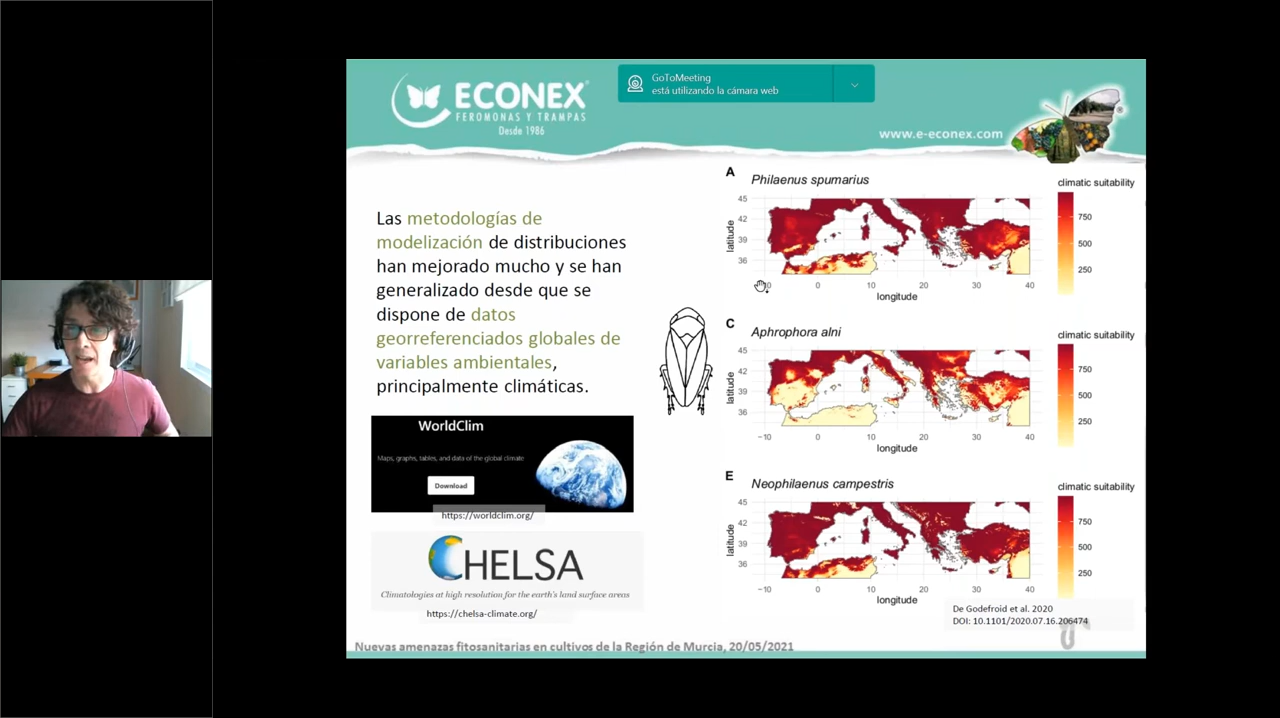 ECONEX
FEROMONAS Y TRAMPAS
Desde 1986
GoToMeeting
está utilizando la cámara web
www.e-econex.com
®
Las metodologías de
modelización de distribuciones
han mejorado mucho y se han
generalizado desde que se
dispone de datos
georreferenciados globales de
variables ambientales,
principalmente climáticas.
WorldClim
Maps, graphs, tables, and data of the global climate
Download
https://worldclim.org/
CHELSA
Climatologies at high resolution for the earth's land surface areas
https://chelsa-climate.org/
A
Philaenus spumarius
climatic suitability
45
42
39
36
latitude
0
10
20
30
40
longitude
750
500
250
C
Aphrophora alni
climatic suitability
45
42
39
36
latitude
−10
0
10
20
30
40
longitude
750
500
250
E
Neophilaenus campestris
climatic suitability
45
42
39
36
latitude
−10
0
10
20
30
40
longitude
750
500
250
De Godefroid et al. 2020
DOI: 10.1101/2020.07.16.206474
Nuevas amenazas fitosanitarias en cultivos de la Región de Murcia, 20/05/2021